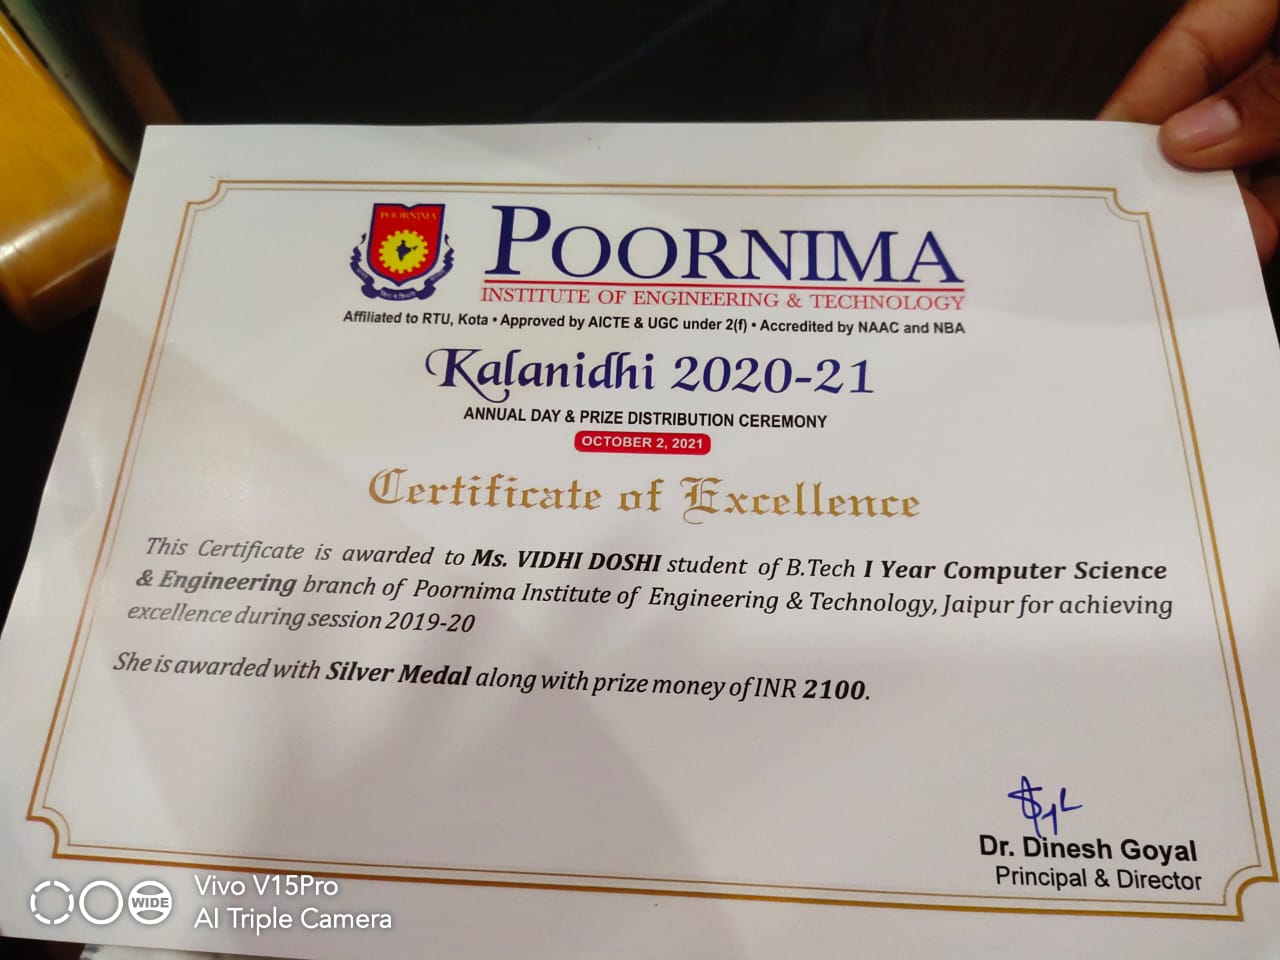 POORNIMA
POORNIMA
INSTITUTE OF ENGINEERING & TECHNOLOGY
Affiliated to RTU, Kota • Approved by AICTE & UGC under 2(f) • Accredited by NAAC and NBA
Kalanidhi 2020-21
ANNUAL DAY & PRIZE DISTRIBUTION CEREMONY
OCTOBER 2, 2021
Certificate of Excellence
This Certificate is awarded to Ms. VIDHI DOSHI student of B.Tech I Year Computer Science
& Engineering branch of Poornima Institute of Engineering & Technology, Jaipur for achieving
excellence during session 2019-20
She is awarded with Silver Medal along with prize money of INR 2100.
Dr. Dinesh Goyal
Principal & Director
WIDE
Vivo V15Pro
AI Triple Camera